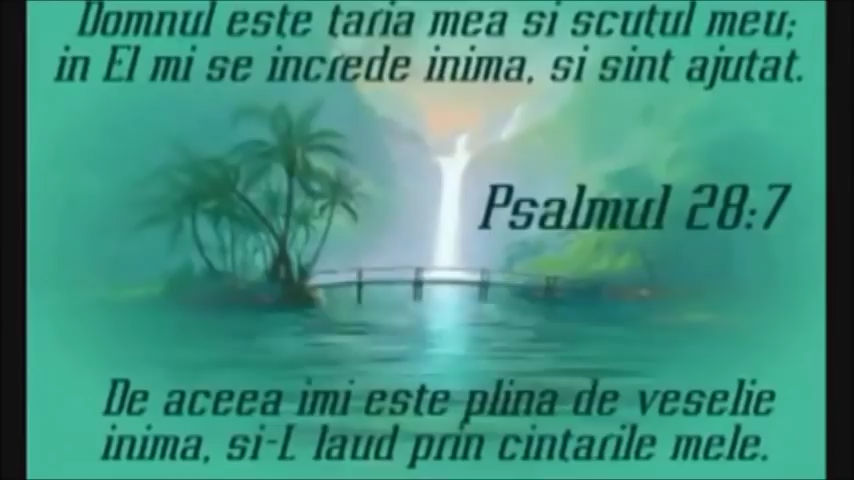 Domnul este taria mea si scutul meu;
in El mi se increde inima, si sint ajutat.
Psalmul 28:7
De aceea imi este plina de veselie
inima, si-L laud prin cintarile mele.